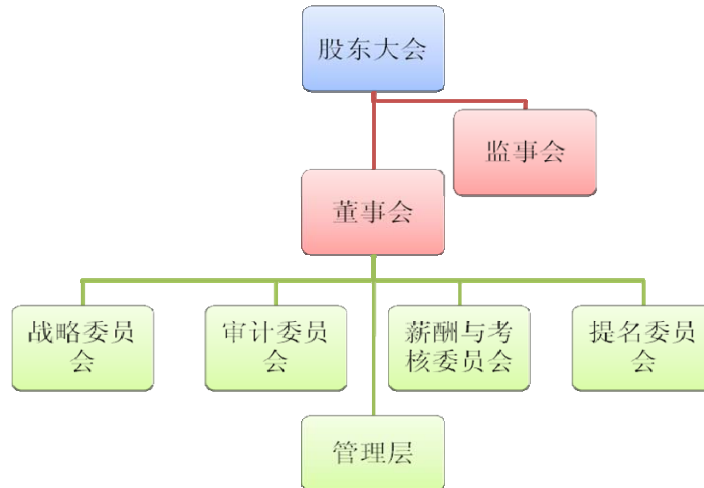 股东大会
监事会
董事会
战略委员
会
审计委员
会
薪酬与考
核委员会
提名委员
会
管理层